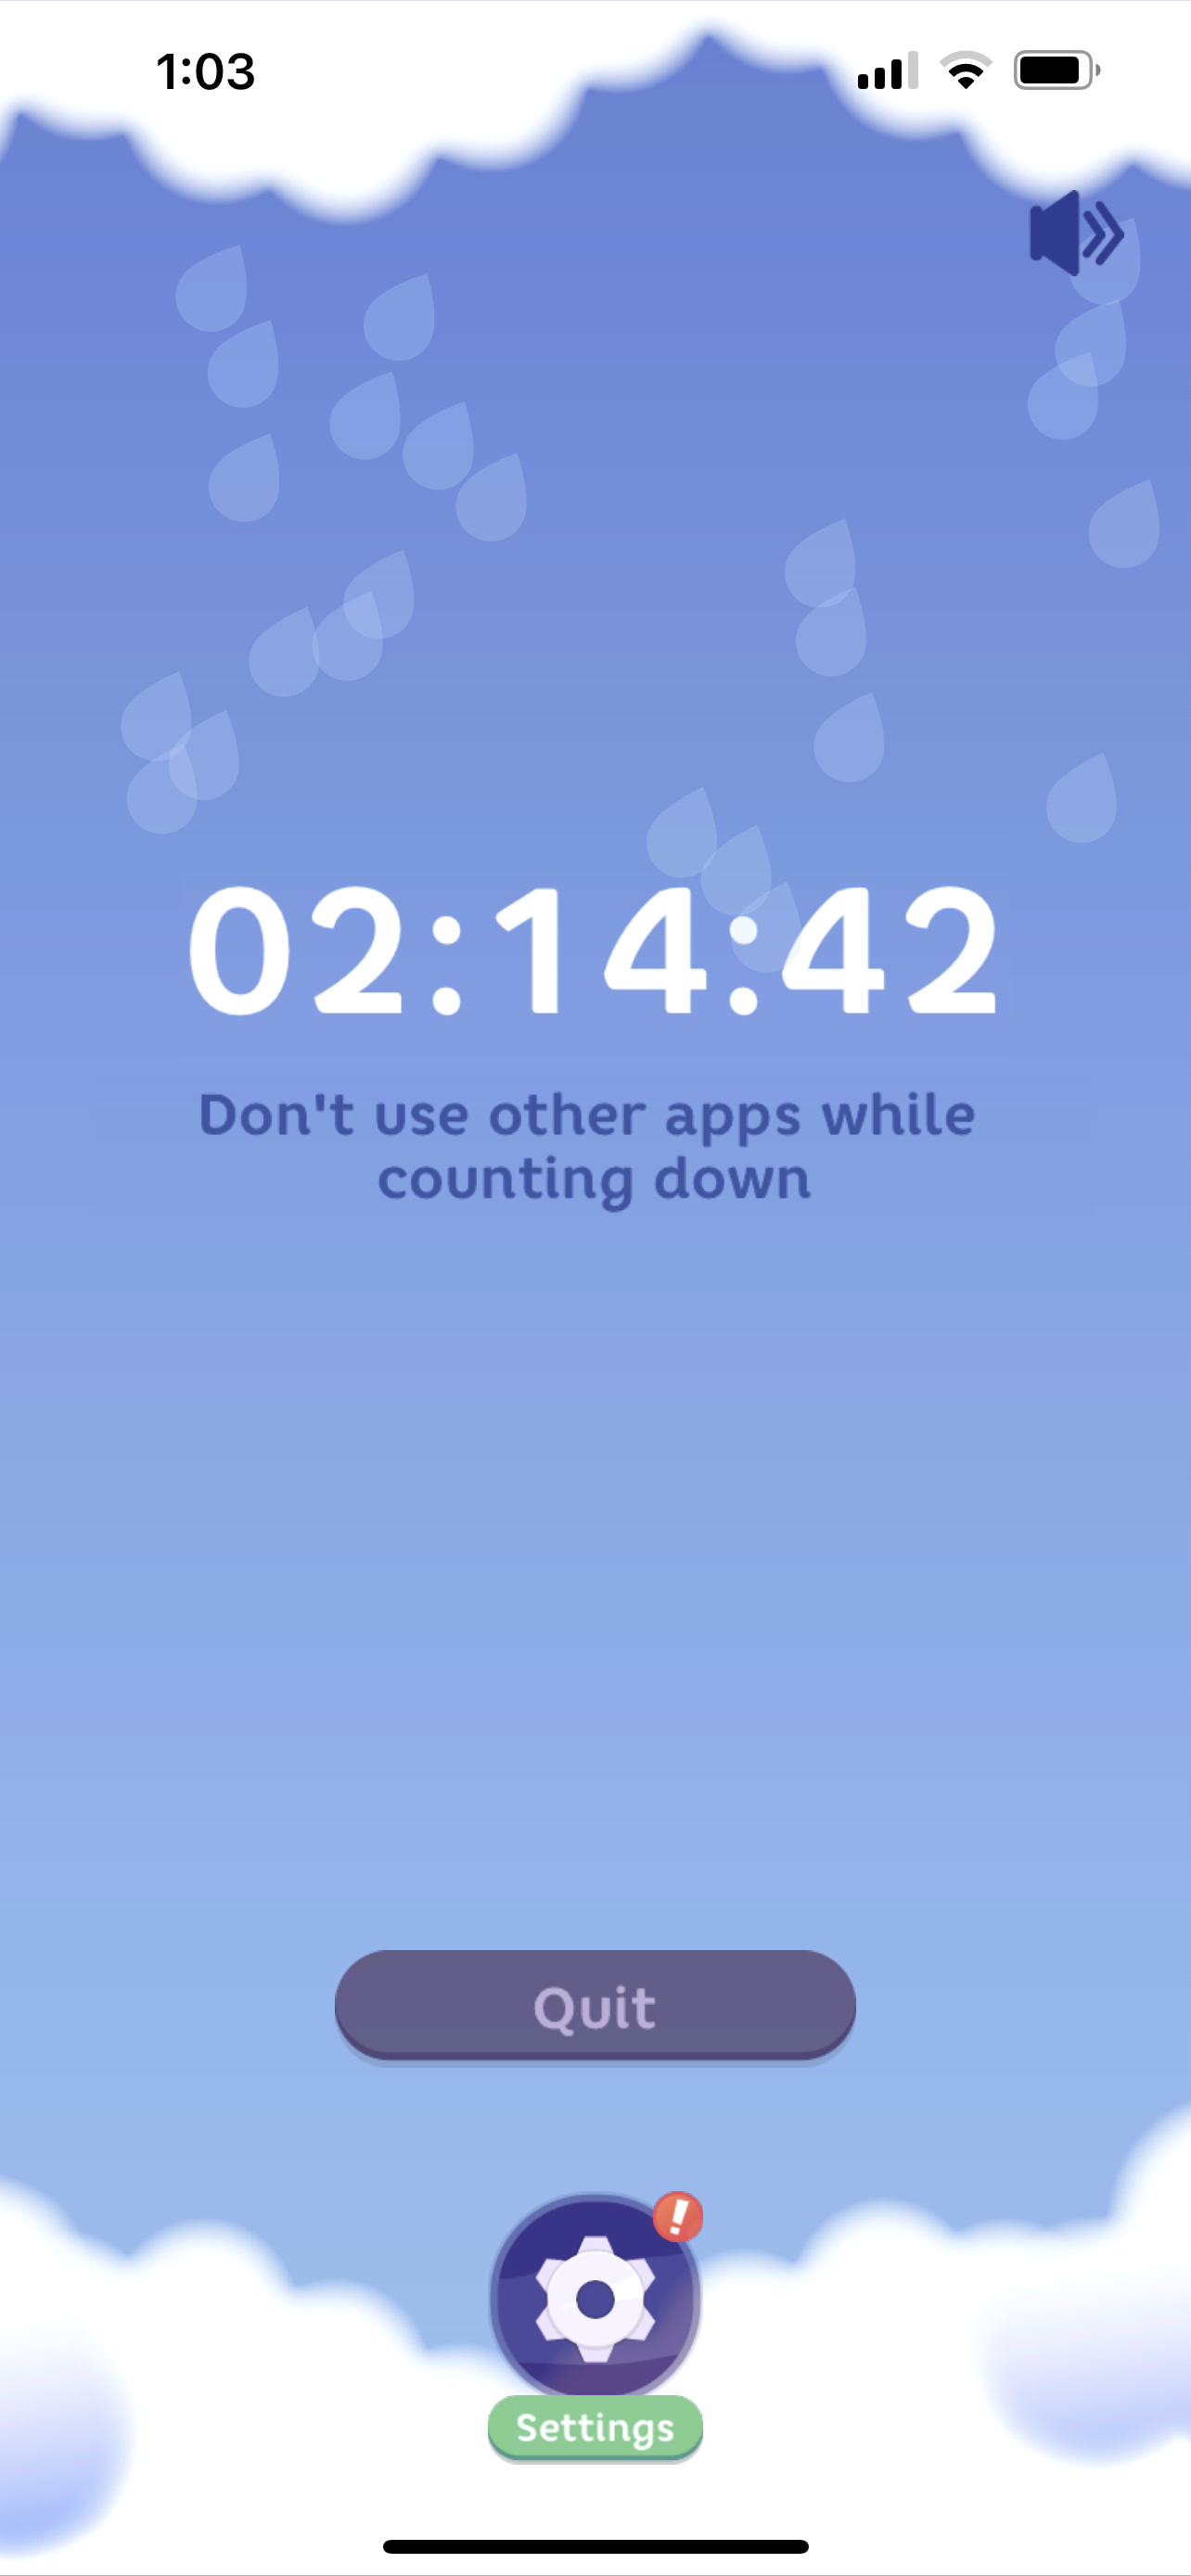 1:03
02:14:42
Don't use other apps while
counting down
Quit
!
Settings